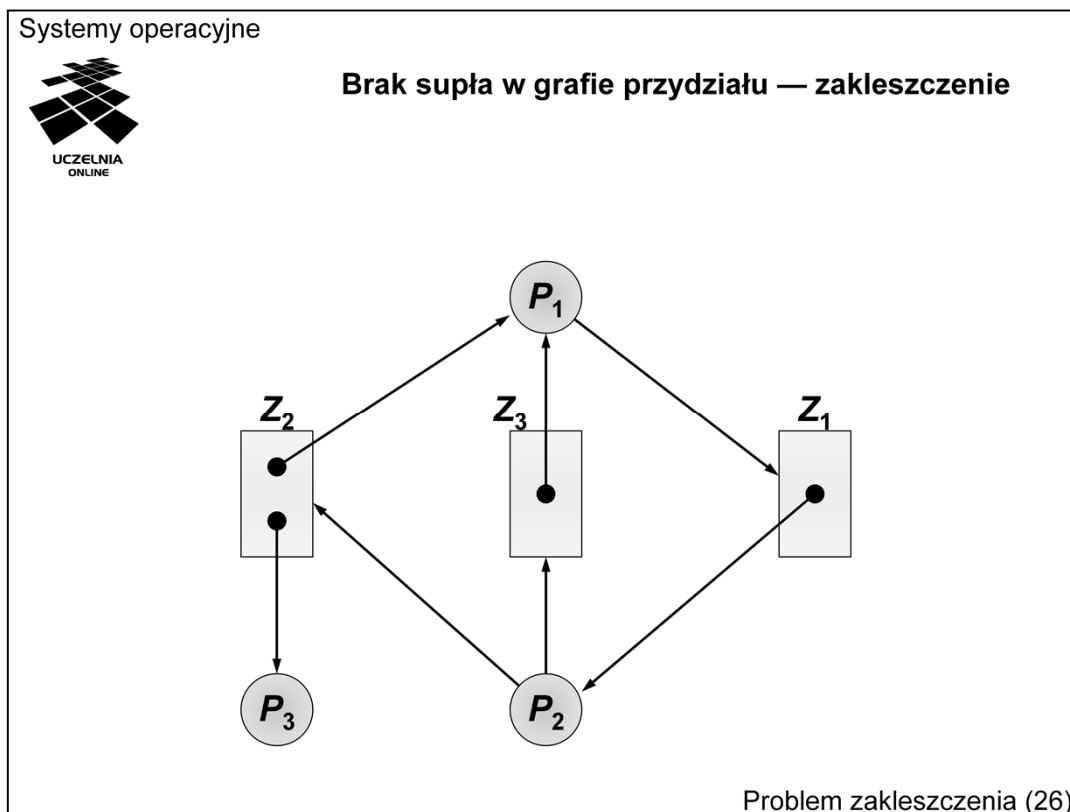 Systemy operacyjne
UCZELNIA
ONLINE
Brak supła w grafie przydziału — zakleszczenie
P1
Z2
Z3
Z1
P3
P2
Problem zakleszczenia (26)